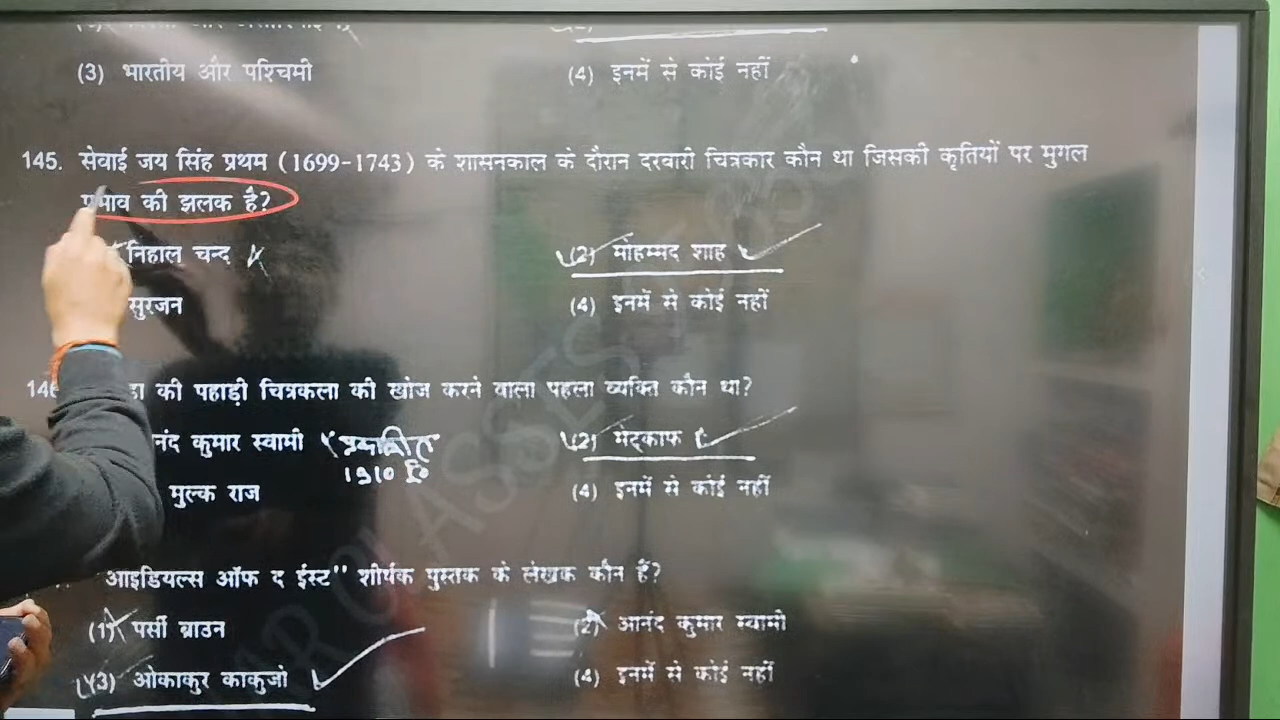 (3) भारतीय और पश्चिमी (4) इनमें से कोई नहीं
145. सेवाई जय सिंह प्रथम (1699-1743) के शासनकाल के दौरान दरबारी चित्रकार कौन था जिसकी कृतियों पर मुगल
प्रभाव की झलक है?
निहाल चन्द (2) मोहम्मद शाह
सुरजन (4) इनमें से कोई नहीं
की पहाड़ी चित्रकला की खोज करने वाला पहला व्यक्ति कौन था?
कुमार स्वामी (2) मेट्काफ
1910
मुल्क राज (4) इनमें से कोई नहीं
आइडियल्स ऑफ द ईस्ट" शीर्षक पुस्तक के लेखक कौन हैं?
(1) पर्सी ब्राउन (2) आनंद कुमार स्वामी
(3) ओकाकुर काकुजो (4) इनमें से कोई नहीं